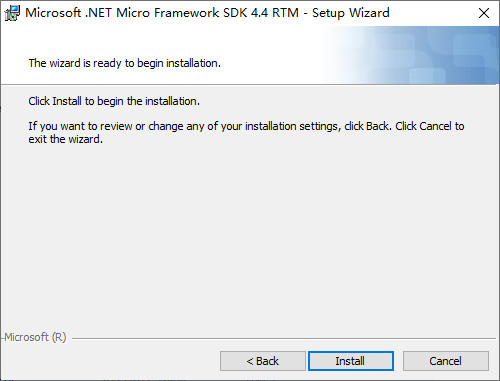 Microsoft .NET Micro Framework SDK 4.4 RTM - Setup Wizard
The wizard is ready to begin installation.
Click Install to begin the installation.
If you want to review or change any of your installation settings, click Back. Click Cancel to
exit the wizard.
Microsoft (R)
< Back
Install
Cancel